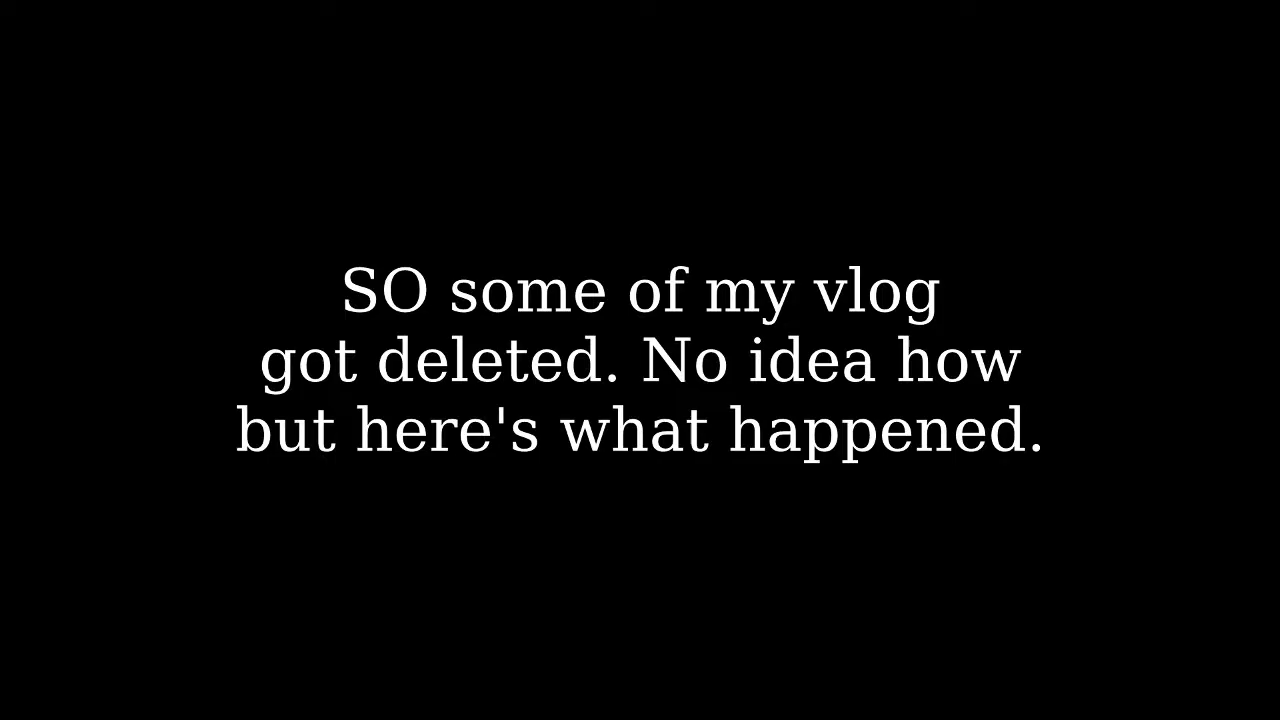 SO some of my vlog
got deleted. No idea how
but here's what happened.